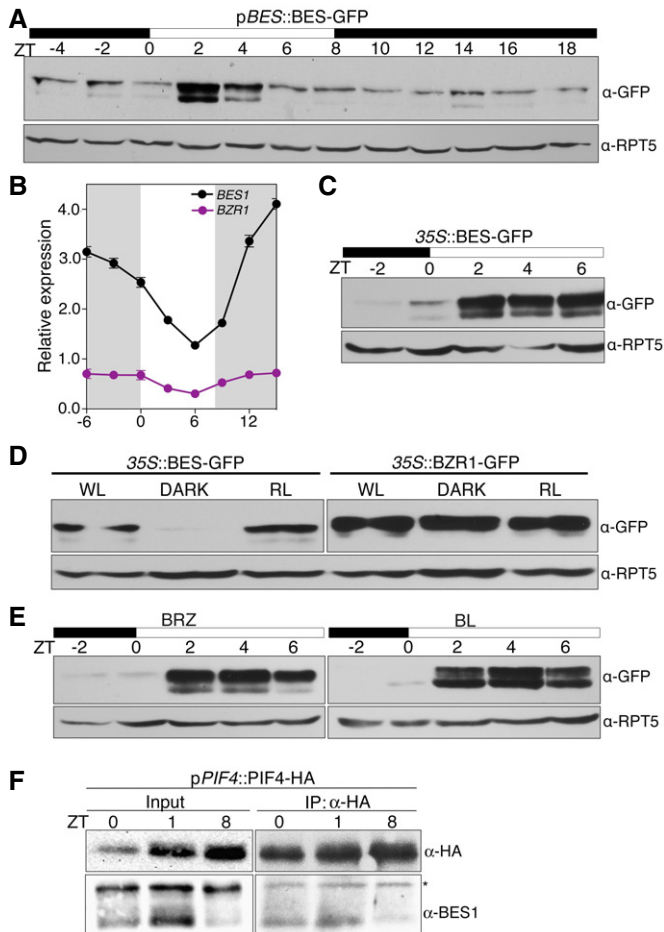 A
pBES::BES-GFP
ZT -4 -2 0 2 4 6 8 10 12 14 16 18
α-GFP
α-RPT5
B
BES1
BZR1
Relative expression
4.0
3.0
2.0
1.0
0.0
-6 0 6 12
C
35S::BES-GFP
ZT -2 0 2 4 6
α-GFP
α-RPT5
D
35S::BES-GFP 35S::BZR1-GFP
WL DARK RL WL DARK RL
α-GFP
α-RPT5
E
BRZ BL
ZT -2 0 2 4 6 -2 0 2 4 6
α-GFP
α-RPT5
F
pPIF4::PIF4-HA
Input IP: α-HA
ZT 0 1 8 0 1 8
α-HA
*
α-BES1